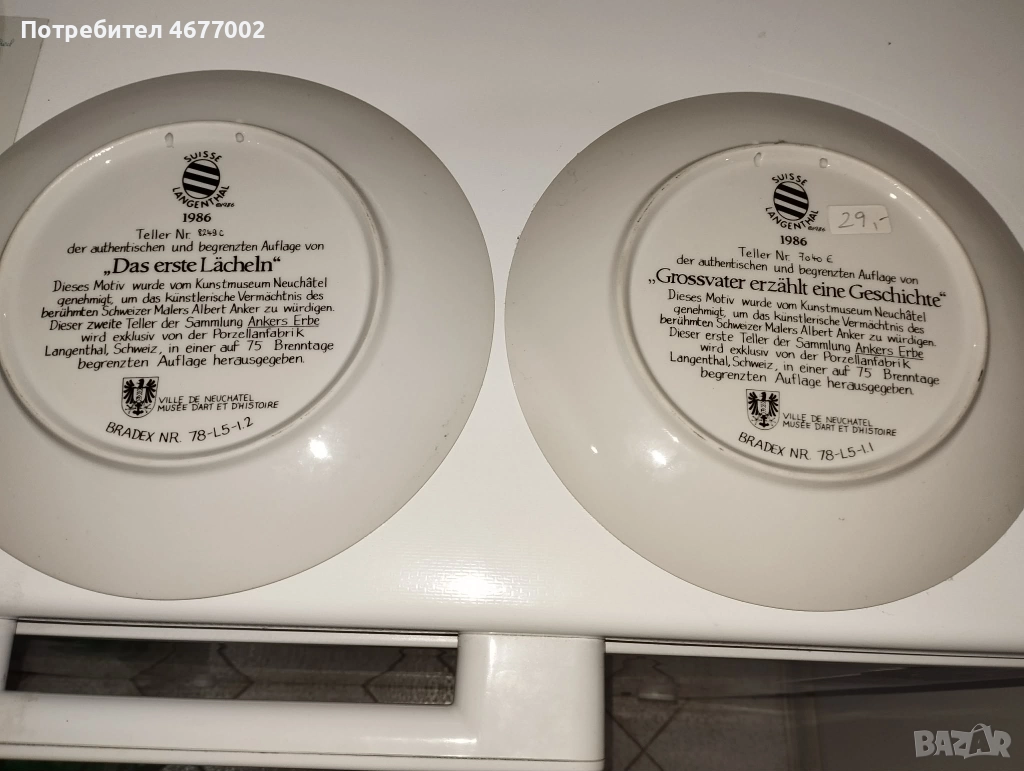 Потребител 4677002
SUISSE
LANGENTHAL
1986
Teller Nr. 8249 C
der authentischen und begrenzten Auflage von
„Das erste Lächeln“
Dieses Motiv wurde vom Kunstmuseum Neuchâtel
genehmigt, um das künstlerische Vermächtnis des
berühmten Schweizer Malers Albert Anker zu würdigen.
Dieser zweite Teller der Sammlung Ankers Erbe
wird exklusiv von der Porzellanfabrik
Langenthal, Schweiz, in einer auf 75 Brenntage
begrenzten Auflage herausgegeben.
VILLE DE NEUCHATEL
MUSÉE D'ART ET D'HISTOIRE
BRADEX NR. 78-L5-1.2
SUISSE
LANGENTHAL
29,-
1986
Teller Nr. 7040 E
der authentischen und begrenzten Auflage von
„Grossvater erzählt eine Geschichte“
Dieses Motiv wurde vom Kunstmuseum Neuchâtel
genehmigt, um das künstlerische Vermächtnis des
berühmten Schweizer Malers Albert Anker zu würdigen.
Dieser erste Teller der Sammlung Ankers Erbe
wird exklusiv von der Porzellanfabrik
Langenthal, Schweiz, in einer auf 75 Brenntage
begrenzten Auflage herausgegeben.
VILLE DE NEUCHATEL
MUSÉE D'ART ET D'HISTOIRE
BRADEX NR. 78-L5-1.1
BAZAR